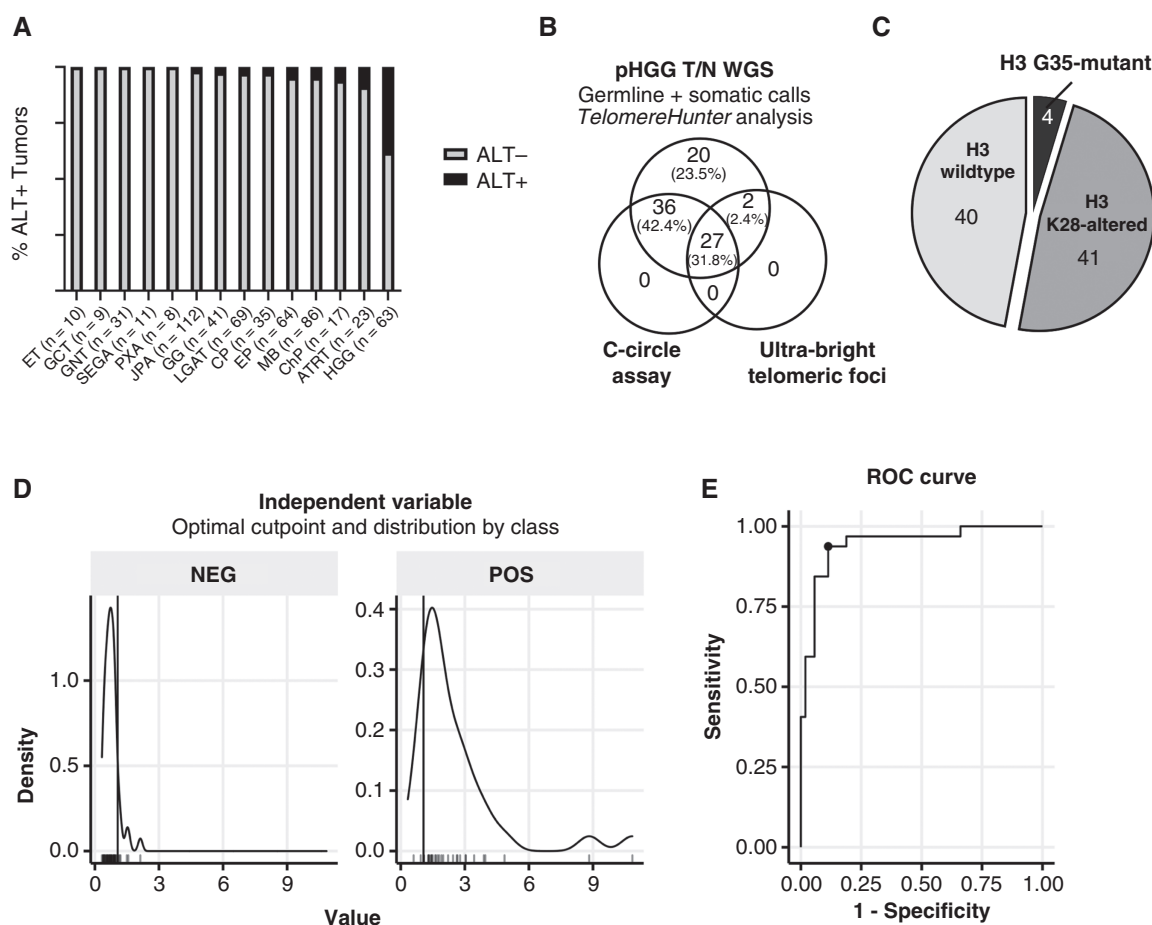 A
% ALT+ Tumors
ET (n = 10)
GCT (n = 9)
GNT (n = 31)
SEGA (n = 11)
PXA (n = 8)
JPA (n = 112)
GG (n = 41)
LGAT (n = 69)
CP (n = 35)
EP (n = 64)
MB (n = 86)
ChP (n = 17)
ATRT (n = 23)
HGG (n = 63)
ALT–
ALT+
B
pHGG T/N WGS
Germline + somatic calls
TelomereHunter analysis
20
(23.5%)
36
(42.4%)
2
(2.4%)
27
(31.8%)
0
0
0
C-circle
assay
Ultra-bright
telomeric foci
C
H3 G35-mutant
4
H3
wildtype
40
H3
K28-altered
41
D
Independent variable
Optimal cutpoint and distribution by class
NEG
POS
Density
1.0
0.5
0.0
0.4
0.3
0.2
0.1
0.0
0 3 6 9
0 3 6 9
Value
E
ROC curve
Sensitivity
1.00
0.75
0.50
0.25
0.00
0.00 0.25 0.50 0.75 1.00
1 - Specificity